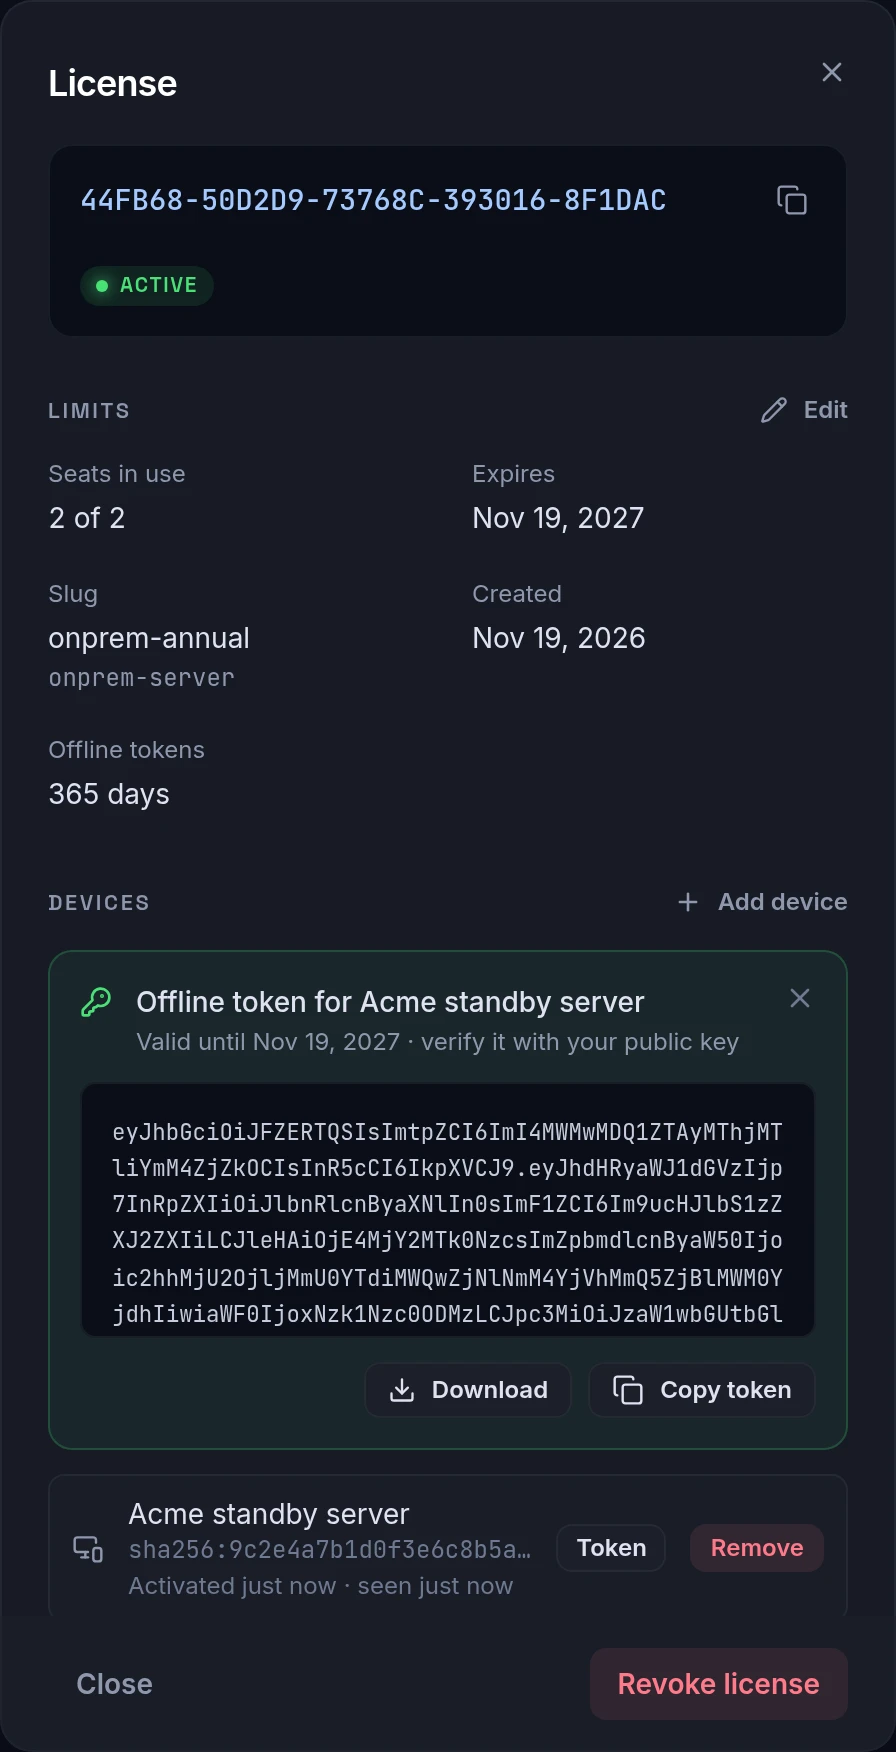 License
44FB68-50D2D9-73768C-393016-8F1DAC
ACTIVE
LIMITS
Edit
Seats in use
Expires
2 of 2
Nov 19, 2027
Slug
Created
onprem-annual
Nov 19, 2026
onprem-server
Offline tokens
365 days
DEVICES
Add device
Offline token for Acme standby server
Valid until Nov 19, 2027 · verify it with your public key
eyJhbGciOiJFZERTQSIsImtpZCI6ImI4MWMwMDQ1ZTAyMThjMT
liYmM4ZjZkOCIsInR5cCI6IkpXVCJ9.eyJhdHRyaWJ1dGVzIjp
7InRpZXIiOiJlbnRlcnByaXNlIn0sImF1ZCI6Im9ucHJlbS1zZ
XJ2ZXIiLCJleHAiOjE4MjY2MTk0NzcsImZpbmdlcnByaW50Ijo
ic2hhMjU2OjljMmU0YTdiMWQwZjNlNmM4YjVhMmQ5ZjBlMWM0Y
jdhIiwiaWF0IjoxNzk1Nzc0ODMzLCJpc3MiOiJzaW1wbGUtbGl
Download
Copy token
Acme standby server
sha256:9c2e4a7b1d0f3e6c8b5a…
Activated just now · seen just now
Token
Remove
Close
Revoke license